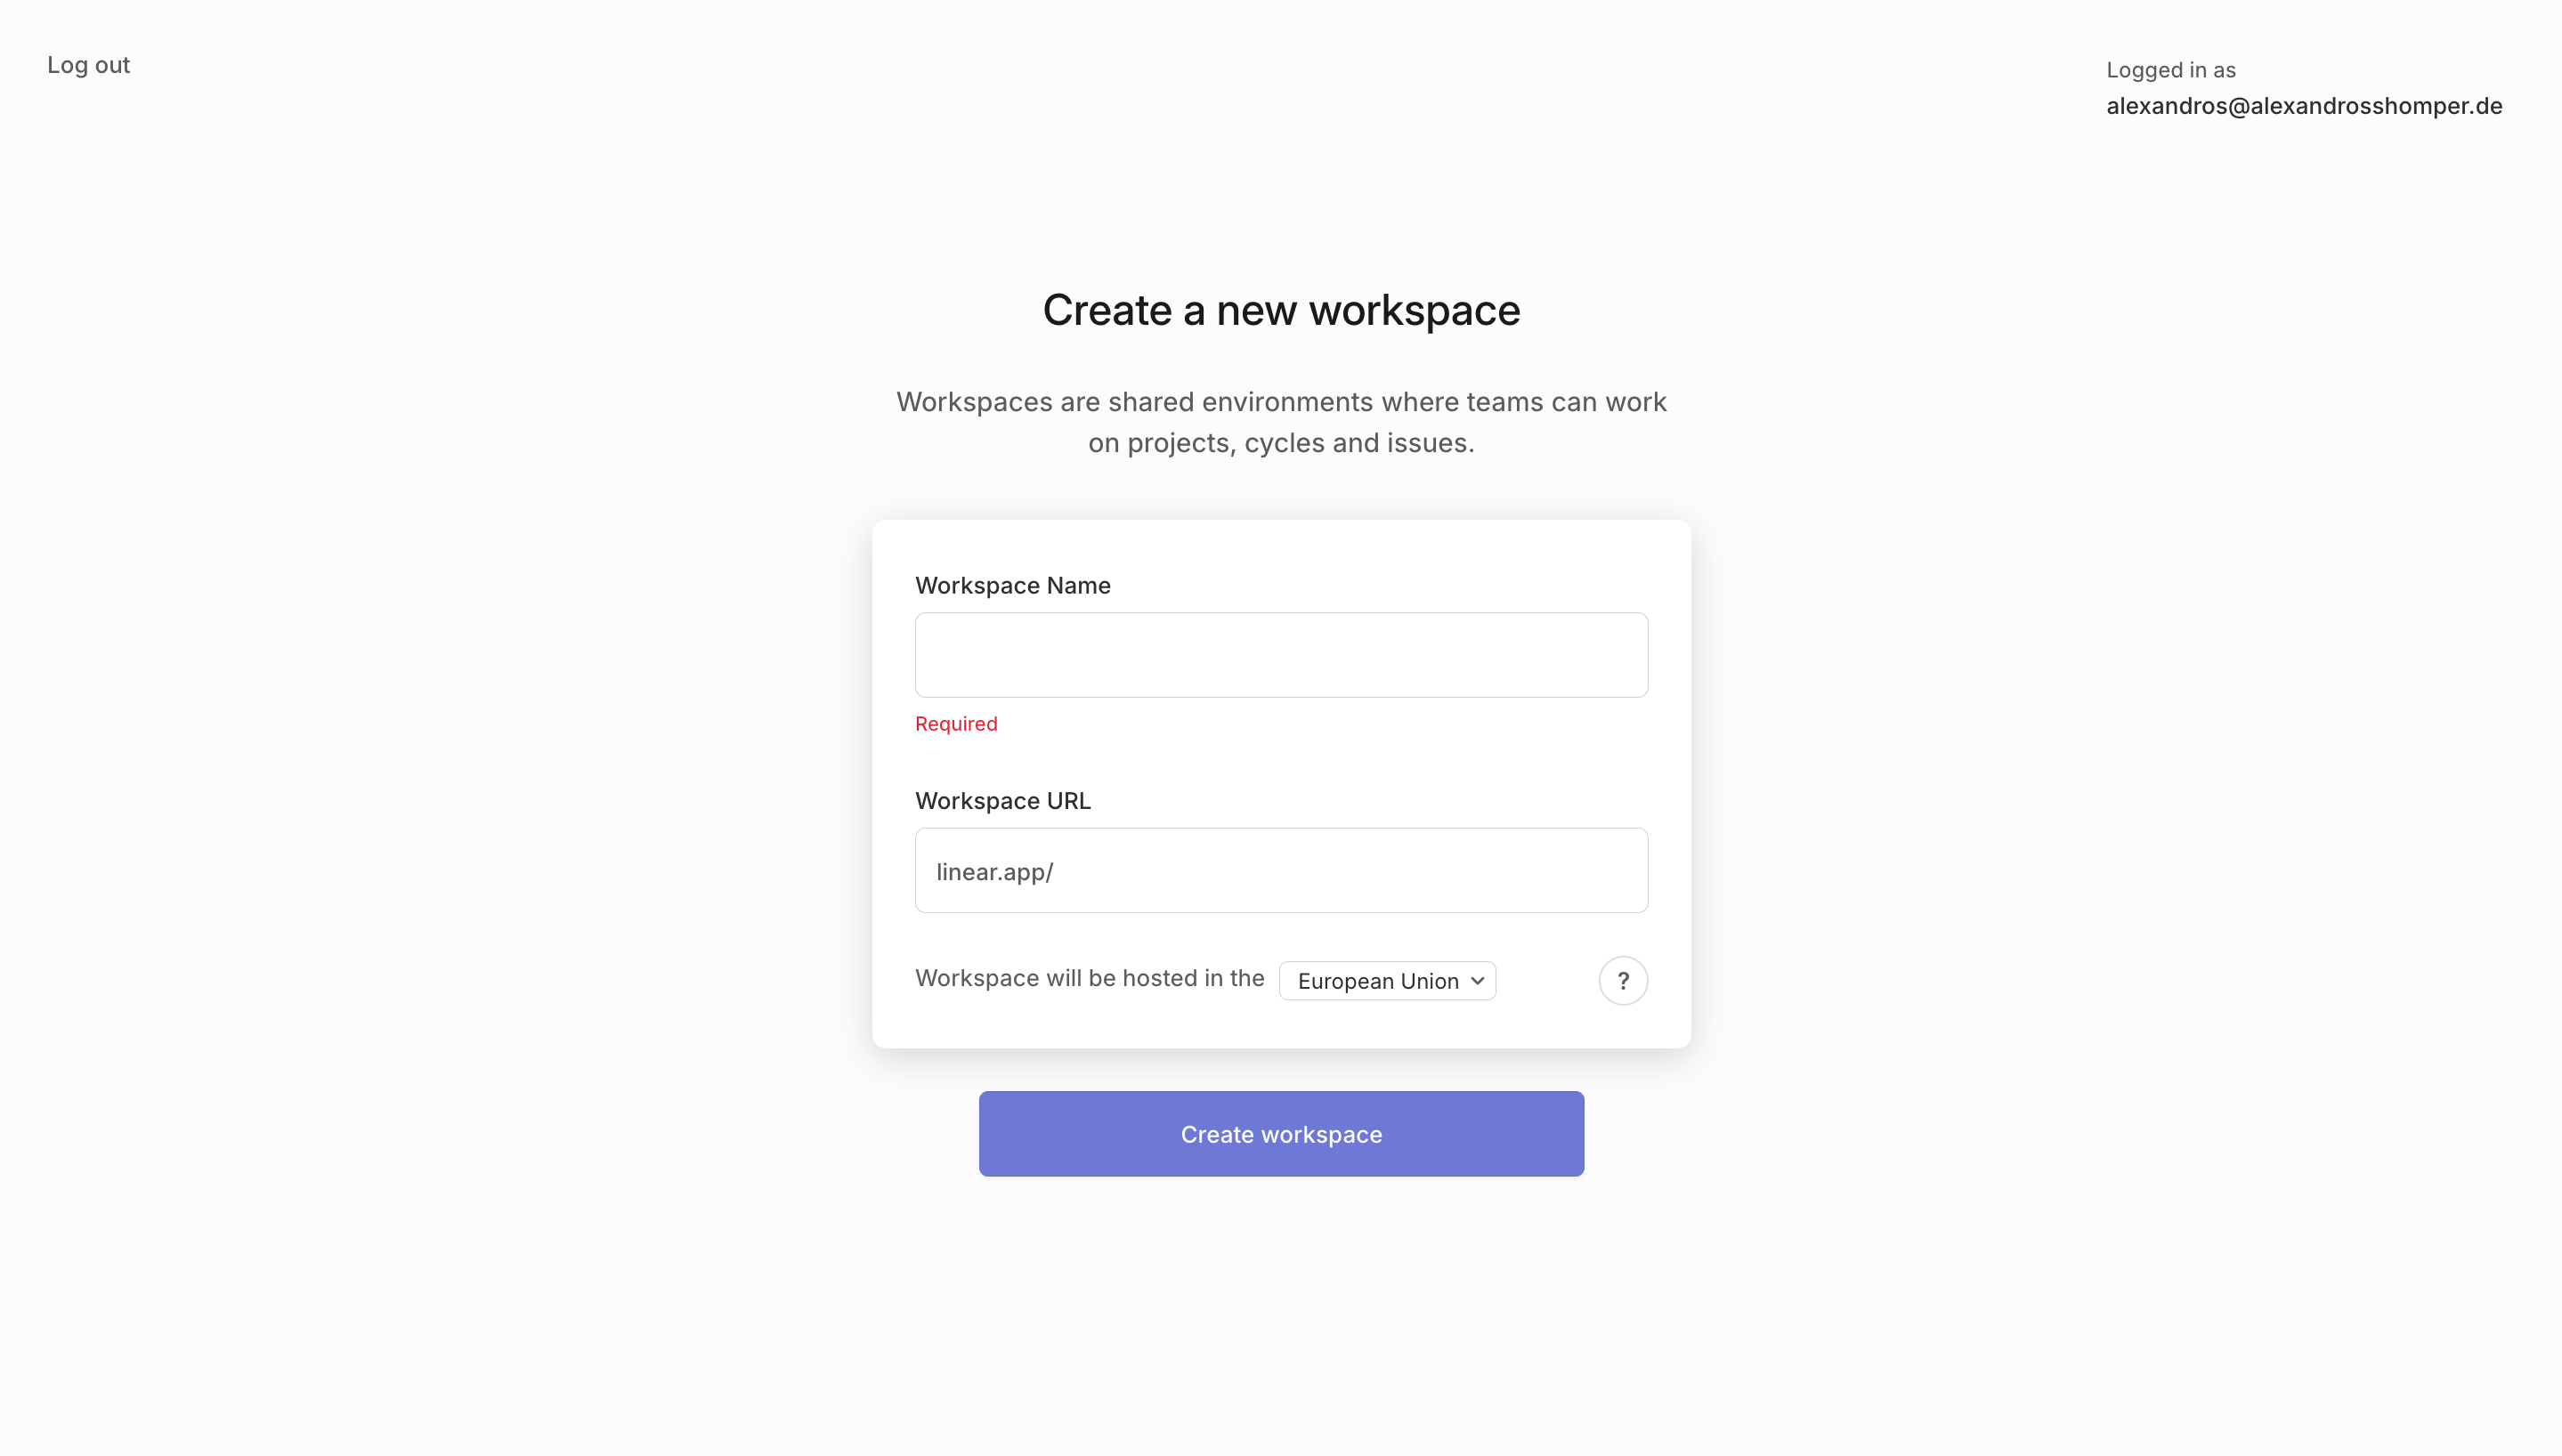 Log out
Logged in as
alexandros@alexandrosshomper.de
Create a new workspace
Workspaces are shared environments where teams can work
on projects, cycles and issues.
Workspace Name
Required
Workspace URL
linear.app/
Workspace will be hosted in the European Union ?
Create workspace